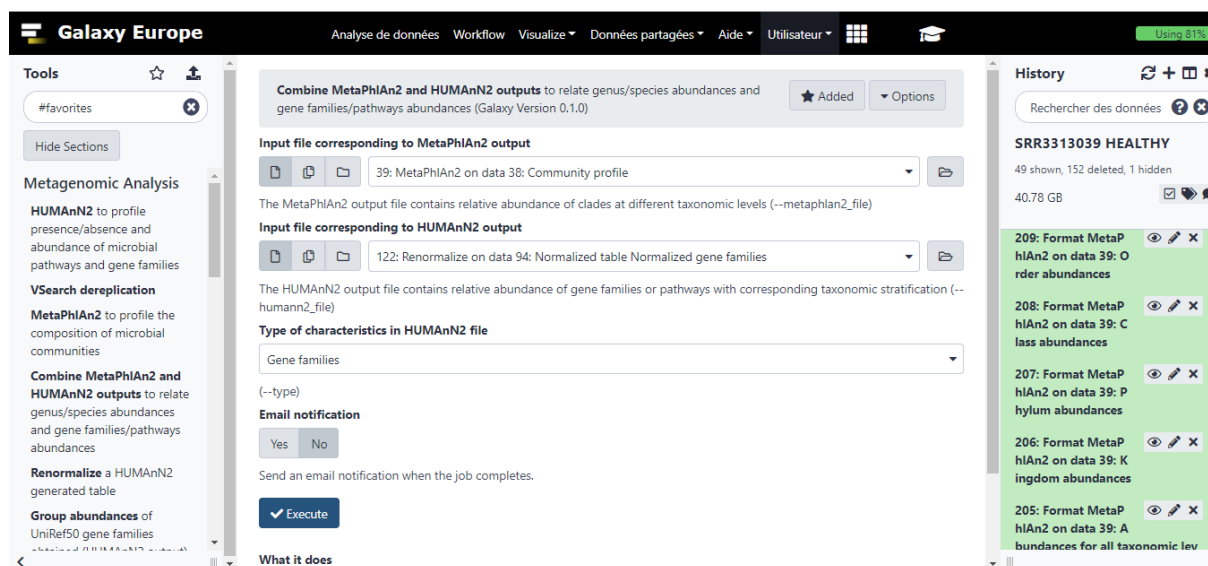 Galaxy Europe
Analyse de données Workflow Visualize Données partagées Aide Utilisateur
Using 81%
Tools
#favorites
Hide Sections
Metagenomic Analysis
HUMAnN2 to profile
presence/absence and
abundance of microbial
pathways and gene families
VSearch dereplication
MetaPhlAn2 to profile the
composition of microbial
communities
Combine MetaPhlAn2 and
HUMAnN2 outputs to relate
genus/species abundances
and gene families/pathways
abundances
Renormalize a HUMAnN2
generated table
Group abundances of
UniRef50 gene families
obtained (HUMAnN2 output)
Combine MetaPhlAn2 and HUMAnN2 outputs to relate genus/species abundances and
gene families/pathways abundances (Galaxy Version 0.1.0)
Added
Options
Input file corresponding to MetaPhlAn2 output
39: MetaPhlAn2 on data 38: Community profile
The MetaPhlAn2 output file contains relative abundance of clades at different taxonomic levels (--metaphlan2_file)
Input file corresponding to HUMAnN2 output
122: Renormalize on data 94: Normalized table Normalized gene families
The HUMAnN2 output file contains relative abundance of gene families or pathways with corresponding taxonomic stratification (--
humann2_file)
Type of characteristics in HUMAnN2 file
Gene families
(--type)
Email notification
Yes No
Send an email notification when the job completes.
Execute
What it does
History
Rechercher des données
SRR3313039 HEALTHY
49 shown, 152 deleted, 1 hidden
40.78 GB
209: Format MetaP
hlAn2 on data 39: O
rder abundances
208: Format MetaP
hlAn2 on data 39: C
lass abundances
207: Format MetaP
hlAn2 on data 39: P
hylum abundances
206: Format MetaP
hlAn2 on data 39: K
ingdom abundances
205: Format MetaP
hlAn2 on data 39: A
bundances for all taxonomic lev